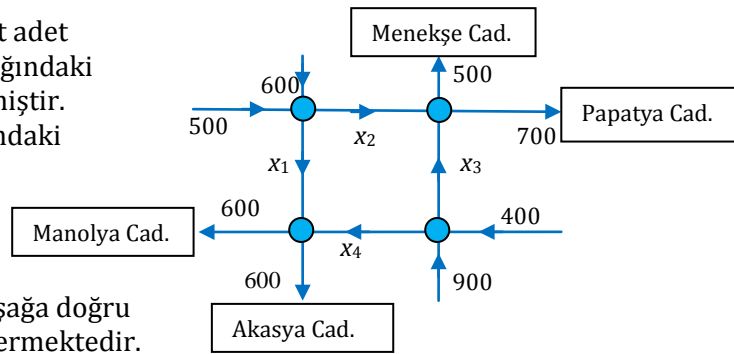 t adet
ğındaki
niştir.
ndaki
Menekşe Cad.
600
500
500
x2
700
Papatya Cad.
x1
x3
Manolya Cad.
600
x4
400
600
900
şağa doğru
ermektedir.
Akasya Cad.